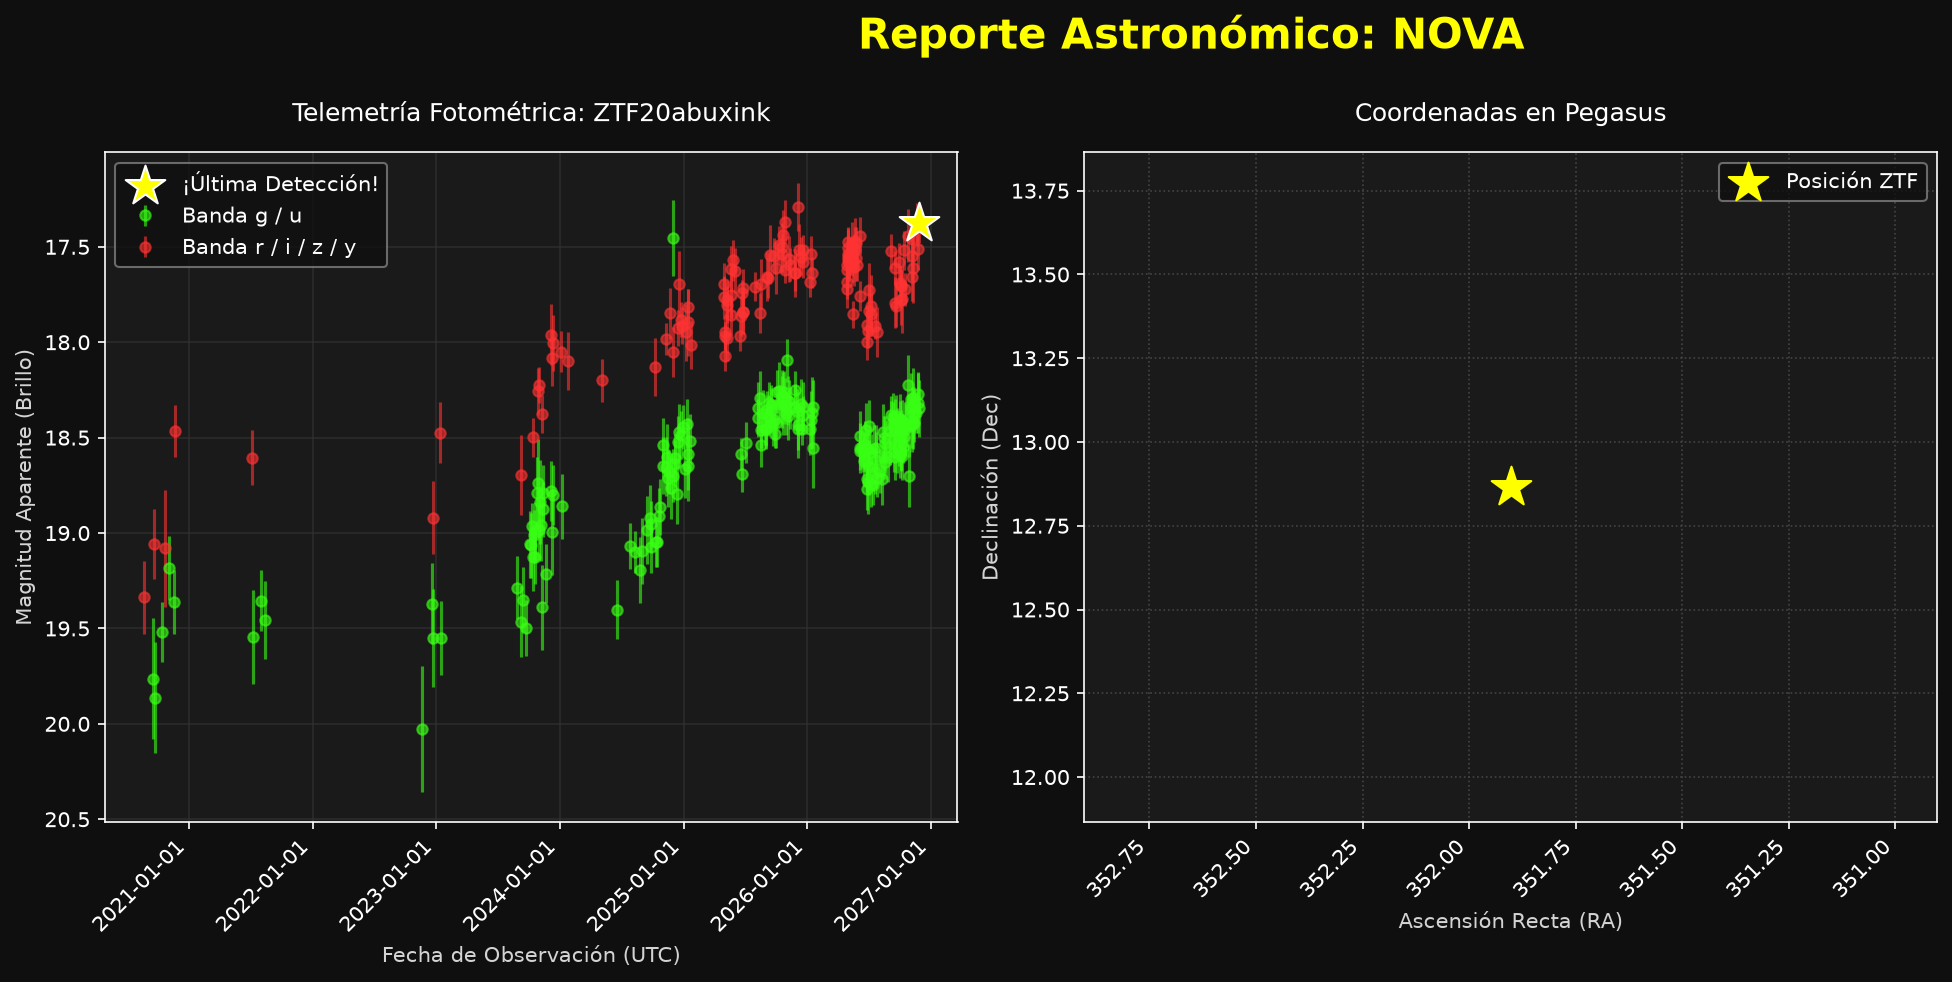 Reporte Astronómico: NOVA
Telemetría Fotométrica: ZTF20abuxink
¡Última Detección!
Banda g / u
Banda r / i / z / y
Magnitud Aparente (Brillo)
17.5
18.0
18.5
19.0
19.5
20.0
20.5
2021-01-01
2022-01-01
2023-01-01
2024-01-01
2025-01-01
2026-01-01
2027-01-01
Fecha de Observación (UTC)
Coordenadas en Pegasus
Posición ZTF
Declinación (Dec)
13.75
13.50
13.25
13.00
12.75
12.50
12.25
12.00
352.75
352.50
352.25
352.00
351.75
351.50
351.25
351.00
Ascensión Recta (RA)